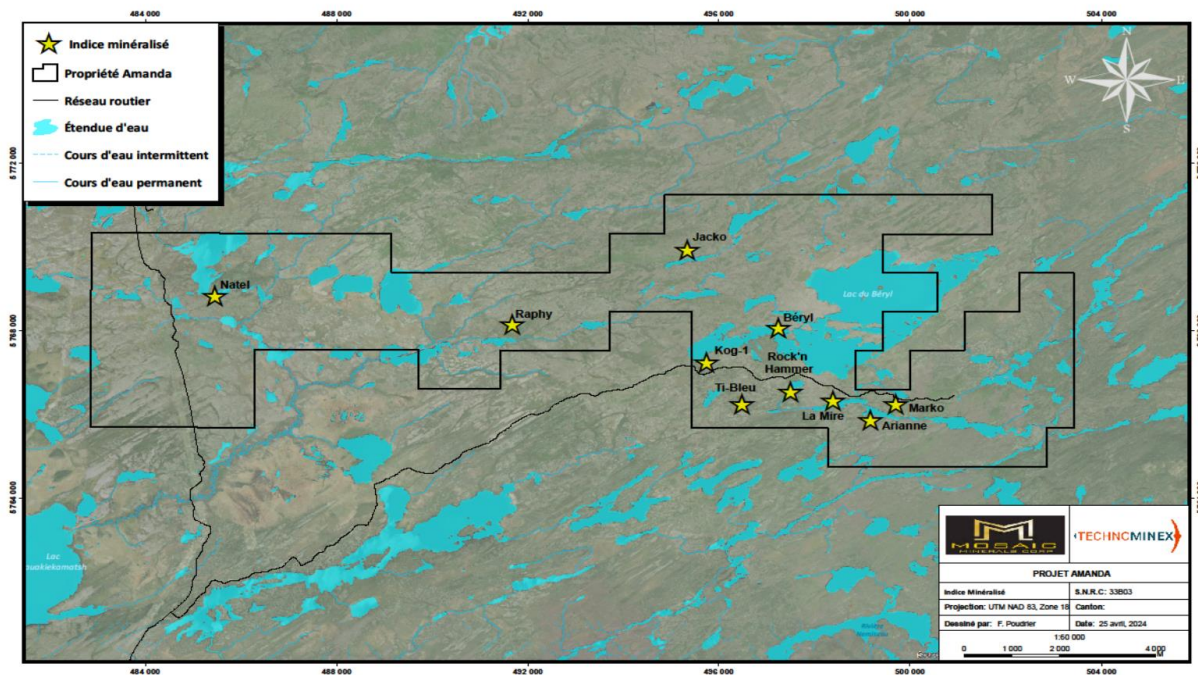 484 000 488 000 492 000 496 000 500 000 504 000
Indice minéralisé
Propriété Amanda
Réseau routier
Étendue d'eau
Cours d'eau intermittent
Cours d'eau permanent
N
W E
S
5 772 000
5 768 000
5 764 000
Jacko
Natel
Lac du Béryl
Raphy
Béryl
Kog-1
Rock'n
Hammer
Ti-Bleu
La Mire
Marko
Arianne
Lac
MOSAIC
MINERALS CORP
TECHNOMINEX
PROJET AMANDA
Indice Minéralisé S.N.R.C: 33B03
Projection: UTM NAD 83, Zone 18 Canton:
Dessiné par: F. Poudrier Date: 25 avril, 2024
1:60 000
0 1 000 2 000 4 000
M
484 000 488 000 492 000 496 000 500 000 504 000